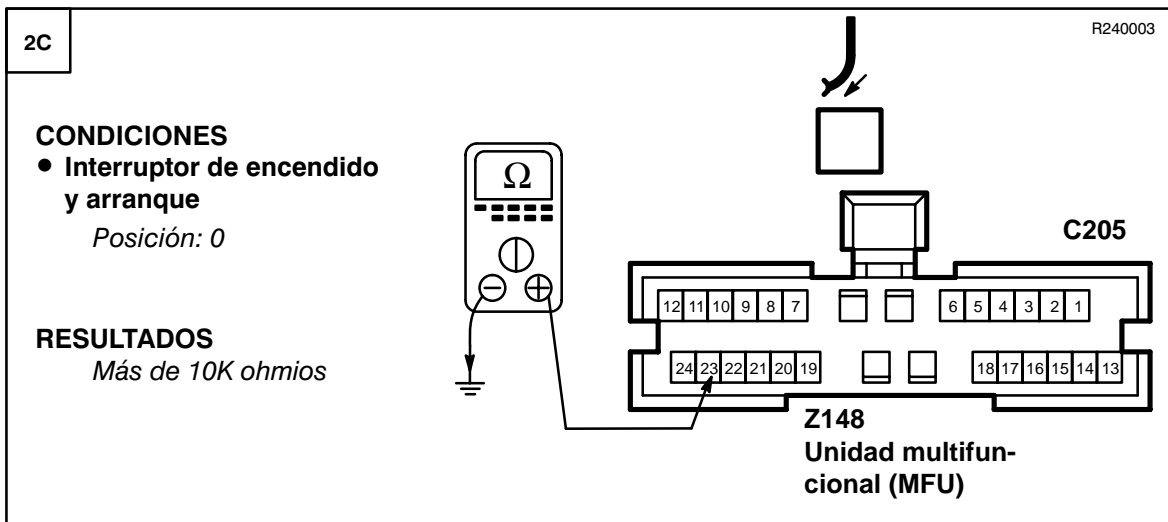 2C
R240003
CONDICIONES
● Interruptor de encendido
y arranque
Posición: 0
RESULTADOS
Más de 10K ohmios
Ω
− +
C205
12 11 10 9 8 7 6 5 4 3 2 1
24 23 22 21 20 19 18 17 16 15 14 13
Z148
Unidad multifun-
cional (MFU)